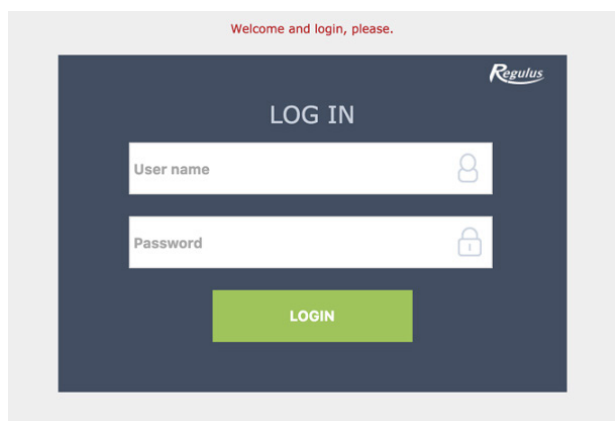 Welcome and login, please.
Regulus
LOG IN
User name
Password
LOGIN